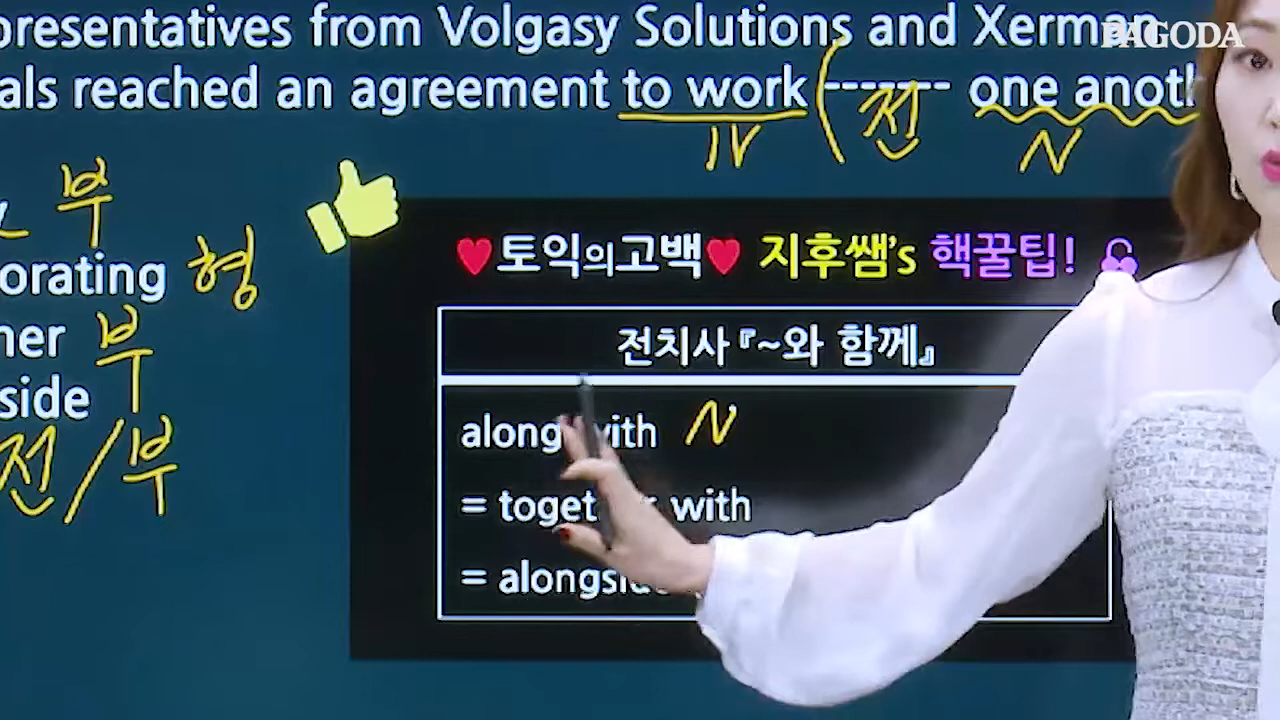 presentatives from Volgasy Solutions and Xerman
PAGODA
als reached an agreement to work ------- one anoth
IV ( 전 N
부
orating 형
her 부
side
전/부
♥토익의고백♥ 지후쌤's 핵꿀팁!
전치사『~와 함께』
along with N
= together with
= alongside